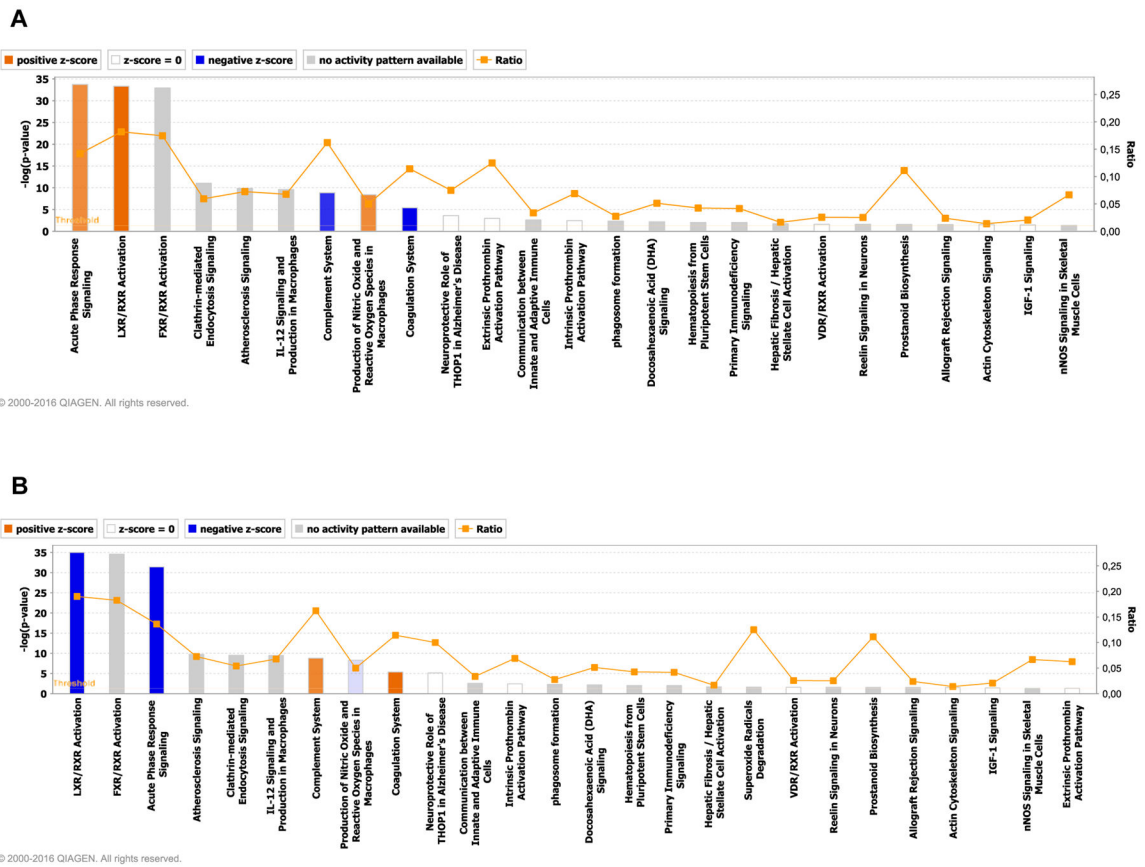 A
positive z-score z-score = 0 negative z-score no activity pattern available Ratio
35
30
25
20
15
10
5
0
-log(p-value)
Threshold
0,25
0,20
0,15
0,10
0,05
0,00
Ratio
Acute Phase Response
Signaling
LXR/RXR Activation
FXR/RXR Activation
Clathrin-mediated
Endocytosis Signaling
Atherosclerosis Signaling
IL-12 Signaling and
Production in Macrophages
Complement System
Production of Nitric Oxide and
Reactive Oxygen Species in
Macrophages
Coagulation System
Neuroprotective Role of
THOP1 in Alzheimer's Disease
Extrinsic Prothrombin
Activation Pathway
Communication between
Innate and Adaptive Immune
Cells
Intrinsic Prothrombin
Activation Pathway
phagosome formation
Docosahexaenoic Acid (DHA)
Signaling
Hematopoiesis from
Pluripotent Stem Cells
Primary Immunodeficiency
Signaling
Hepatic Fibrosis / Hepatic
Stellate Cell Activation
VDR/RXR Activation
Reelin Signaling in Neurons
Prostanoid Biosynthesis
Allograft Rejection Signaling
Actin Cytoskeleton Signaling
IGF-1 Signaling
nNOS Signaling in Skeletal
Muscle Cells
© 2000-2016 QIAGEN. All rights reserved.
B
positive z-score z-score = 0 negative z-score no activity pattern available Ratio
35
30
25
20
15
10
5
0
-log(p-value)
Threshold
0,25
0,20
0,15
0,10
0,05
0,00
Ratio
LXR/RXR Activation
FXR/RXR Activation
Acute Phase Response
Signaling
Atherosclerosis Signaling
Clathrin-mediated
Endocytosis Signaling
IL-12 Signaling and
Production in Macrophages
Complement System
Production of Nitric Oxide and
Reactive Oxygen Species in
Macrophages
Coagulation System
Neuroprotective Role of
THOP1 in Alzheimer's Disease
Communication between
Innate and Adaptive Immune
Cells
Intrinsic Prothrombin
Activation Pathway
phagosome formation
Docosahexaenoic Acid (DHA)
Signaling
Hematopoiesis from
Pluripotent Stem Cells
Primary Immunodeficiency
Signaling
Hepatic Fibrosis / Hepatic
Stellate Cell Activation
Superoxide Radicals
Degradation
VDR/RXR Activation
Reelin Signaling in Neurons
Prostanoid Biosynthesis
Allograft Rejection Signaling
Actin Cytoskeleton Signaling
IGF-1 Signaling
nNOS Signaling in Skeletal
Muscle Cells
Extrinsic Prothrombin
Activation Pathway
© 2000-2016 QIAGEN. All rights reserved.